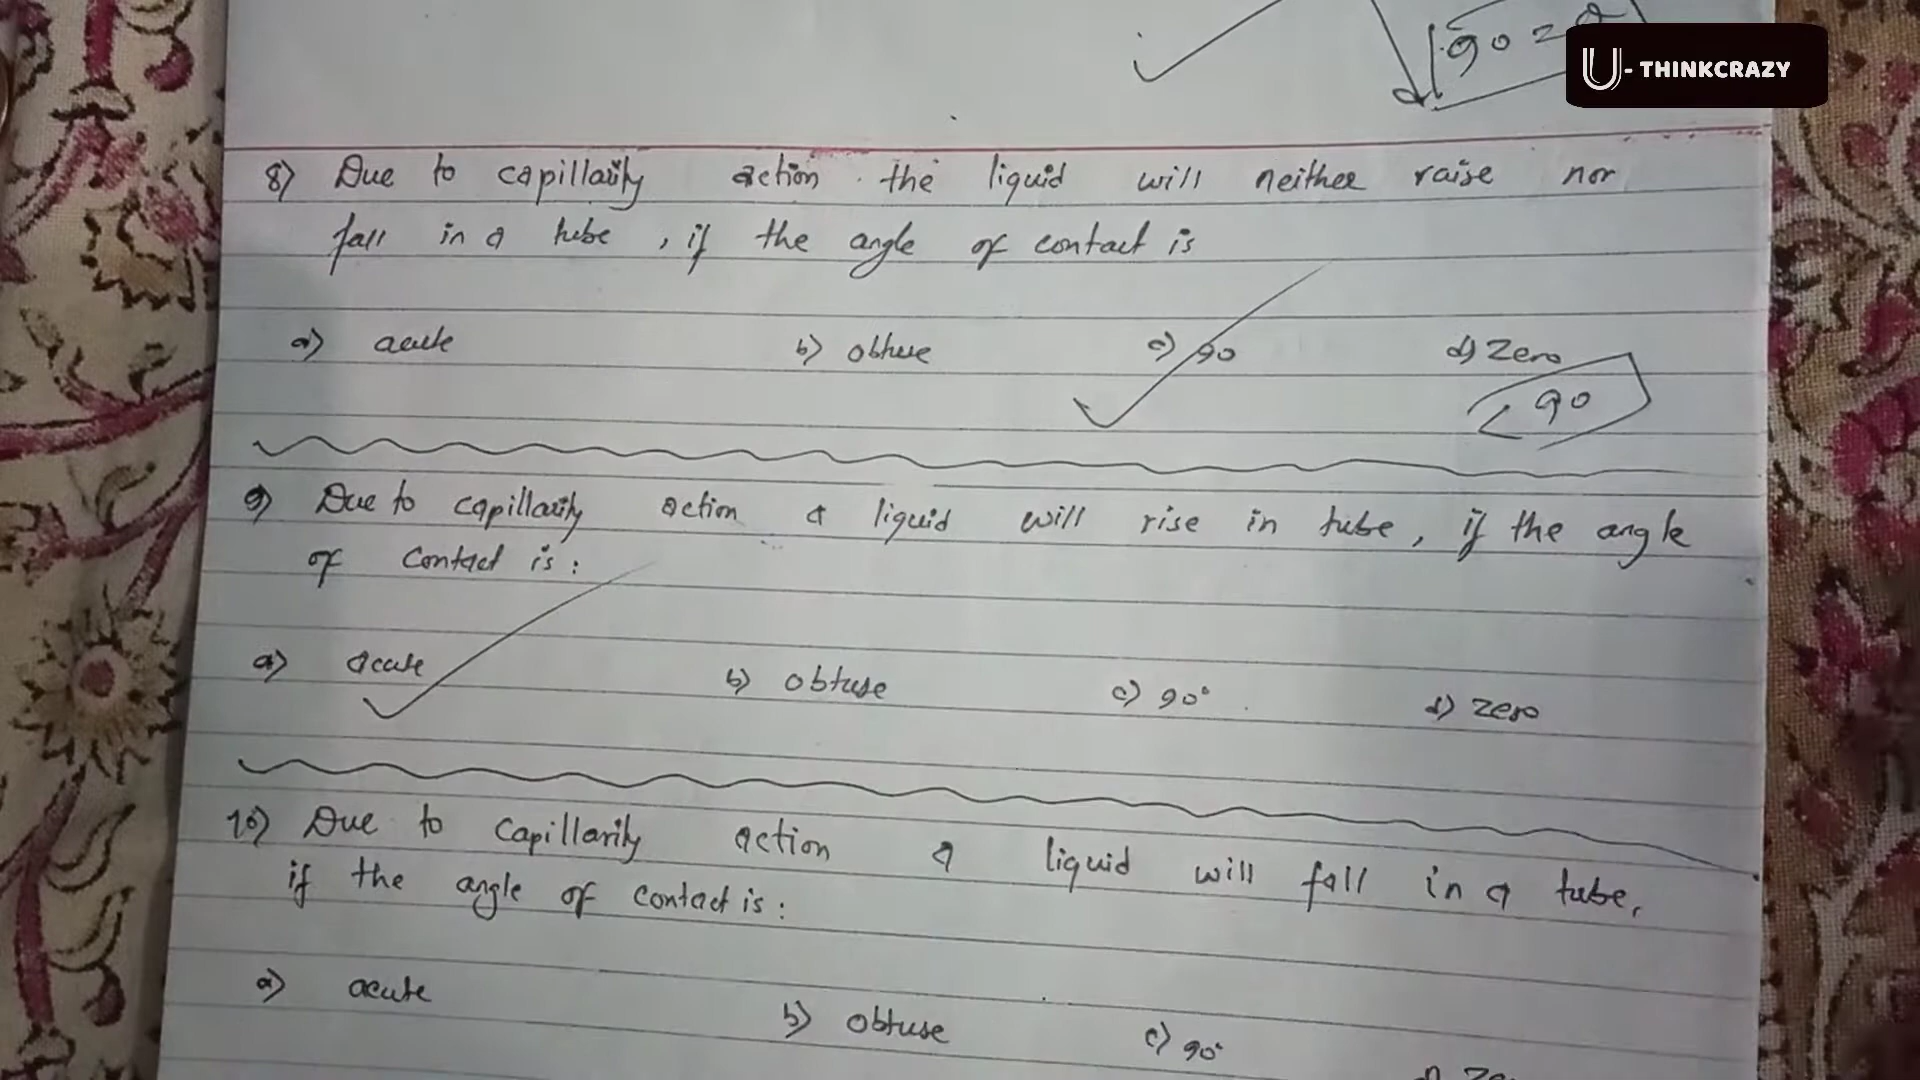 90 =
U - THINKCRAZY
8) Due to capillarity action the liquid will neither raise nor
fall in a tube, if the angle of contact is
a) acute b) obtuse c) 90 d) Zero
90
9) Due to capillarity action a liquid will rise in tube, if the angle
of contact is :
a) acute b) obtuse c) 90° d) zero
10) Due to capillarity action a liquid will fall in a tube,
if the angle of contact is :
a) acute b) obtuse c) 90°